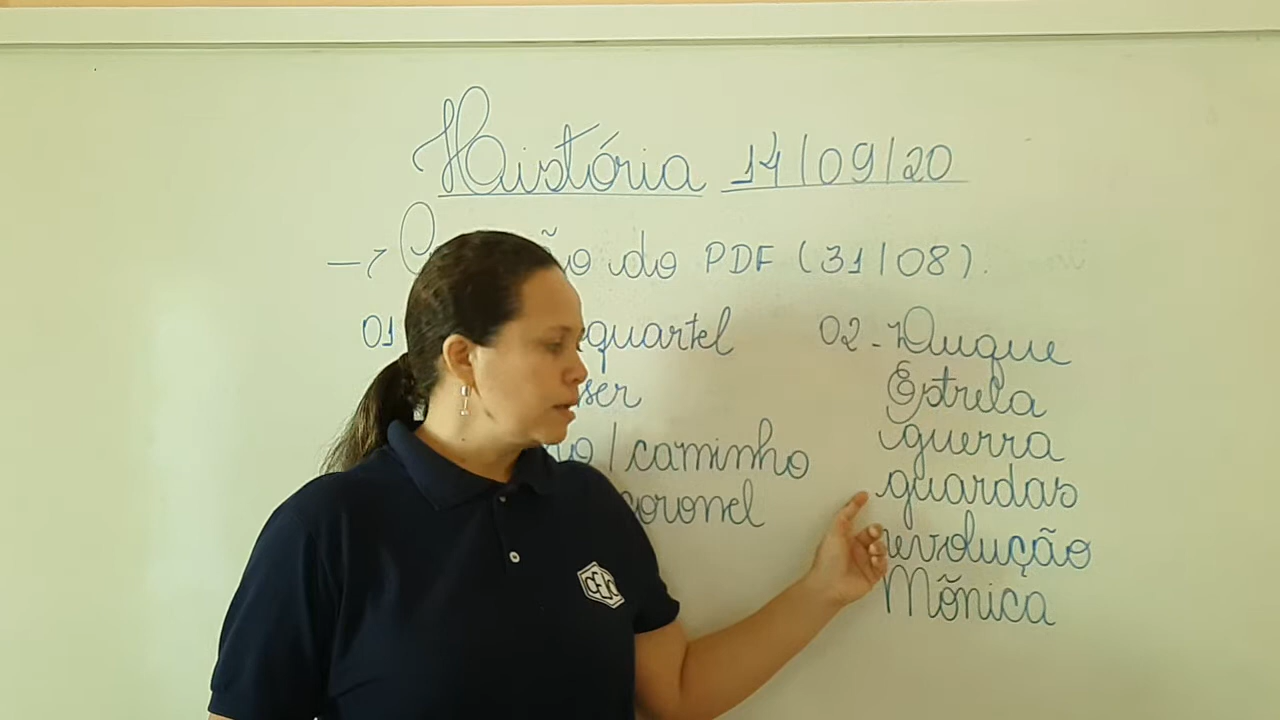 História 14/09/20
do PDF (31/08).
01 quartel
ser
/ caminho
coronel
02 - Duque
Estrela
guerra
guardas
revolução
Mõnica